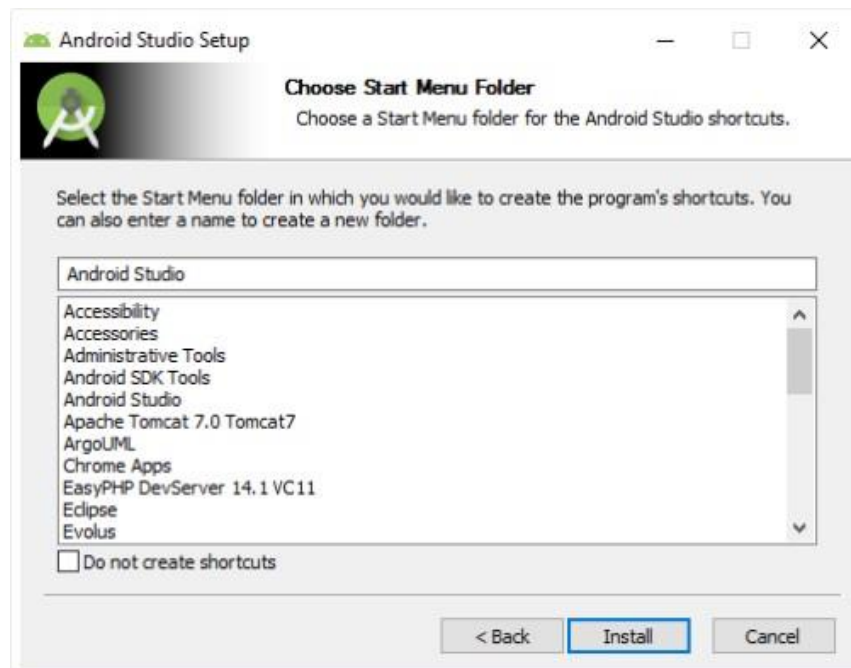 Android Studio Setup
Choose Start Menu Folder
Choose a Start Menu folder for the Android Studio shortcuts.
Select the Start Menu folder in which you would like to create the program's shortcuts. You
can also enter a name to create a new folder.
Android Studio
Accessibility
Accessories
Administrative Tools
Android SDK Tools
Android Studio
Apache Tomcat 7.0 Tomcat7
ArgoUML
Chrome Apps
EasyPHP DevServer 14.1 VC11
Eclipse
Evolus
Do not create shortcuts
< Back Install Cancel